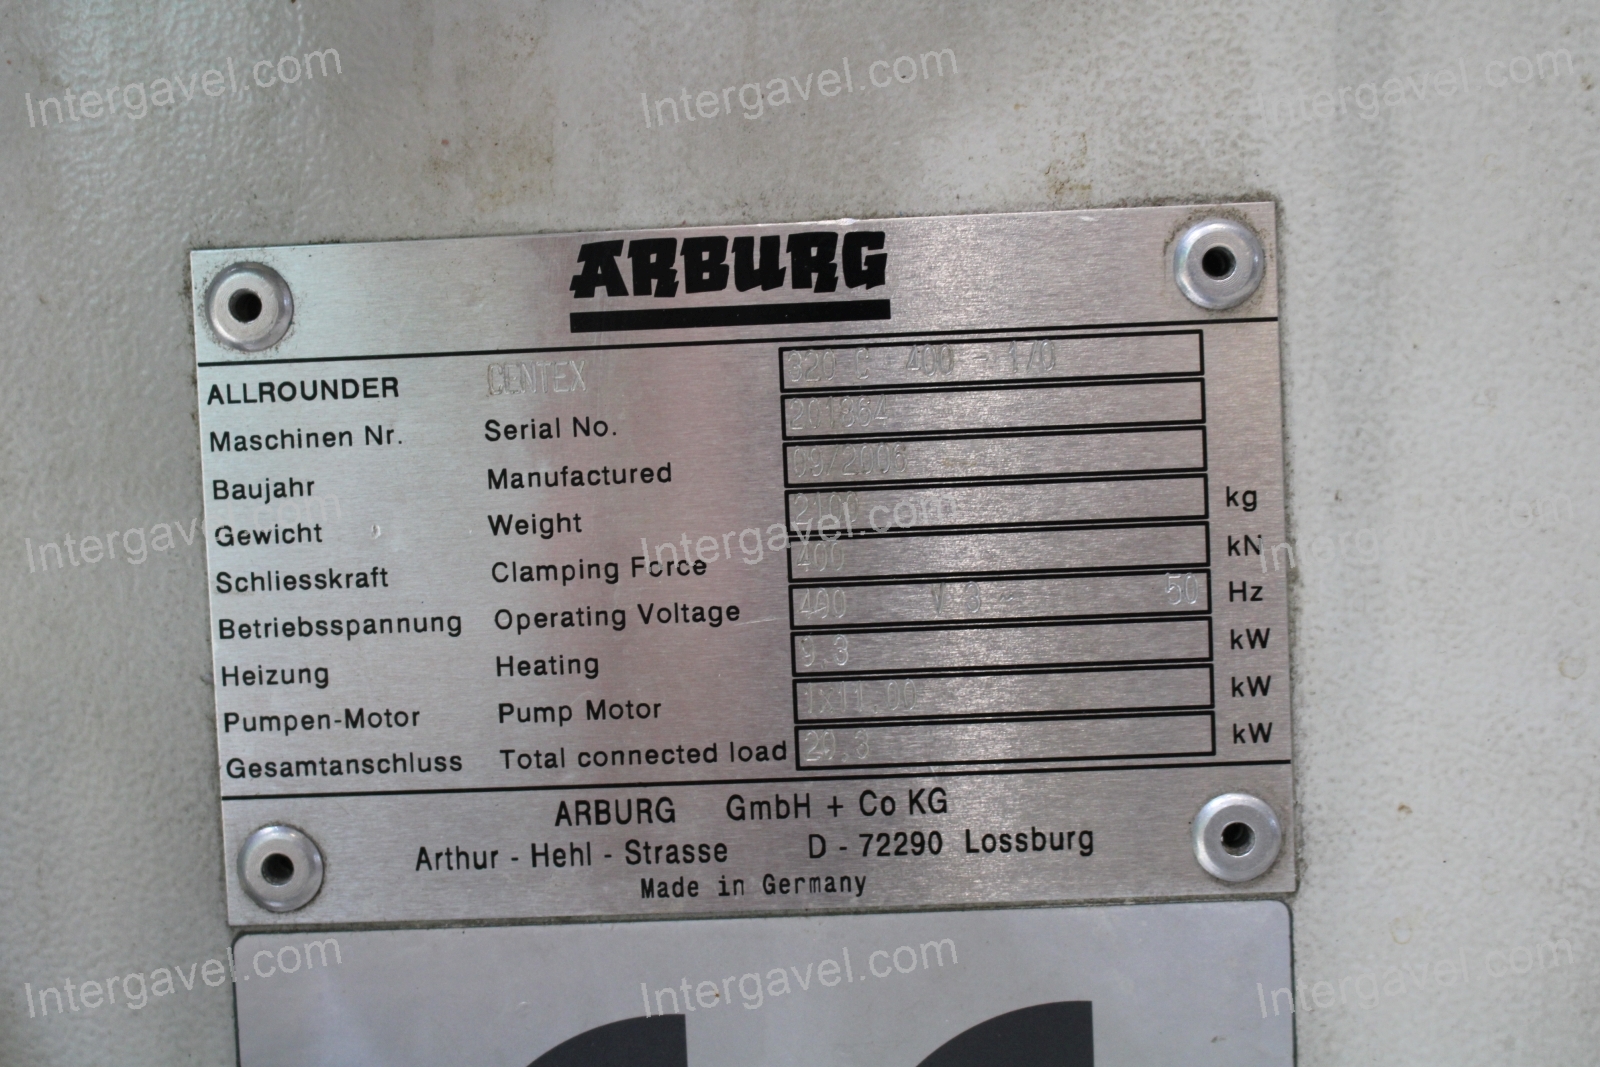 Intergavel.com Intergavel.com Intergavel.com
ARBURG
ALLROUNDER CENTEX 320 C 400 - 170
Maschinen Nr. Serial No. 201864
Baujahr Manufactured 09/2006
Gewicht Weight 2100 kg
Schliesskraft Clamping Force 400 kN
Betriebsspannung Operating Voltage 400 V 3 ~ 50 Hz
Heizung Heating 9.3 kW
Pumpen-Motor Pump Motor 1x11.00 kW
Gesamtanschluss Total connected load 20.3 kW
Intergavel.com Intergavel.com Intergavel.com
ARBURG GmbH + Co KG
Arthur - Hehl - Strasse D - 72290 Lossburg
Made in Germany
Intergavel.com Intergavel.com Intergavel.com